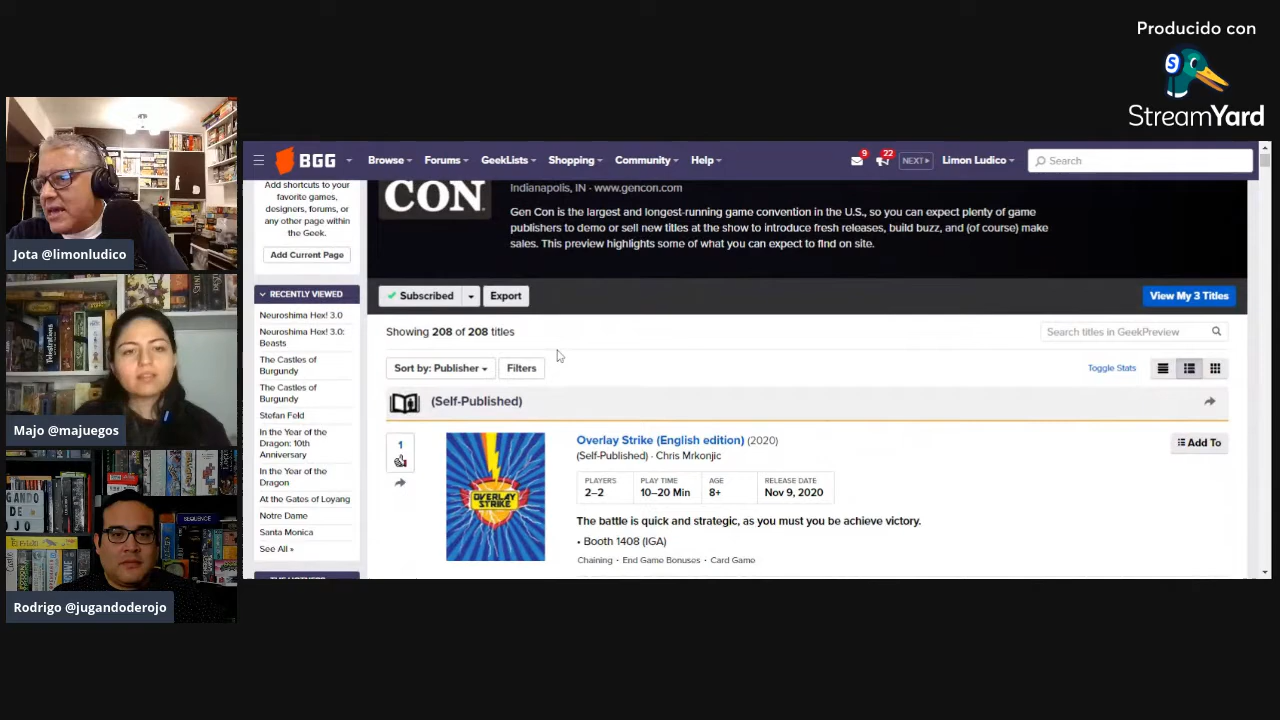 Producido con
StreamYard
Jota @limonludico
Majo @majuegos
Rodrigo @jugandoderojo
BGG
Browse
Forums
GeekLists
Shopping
Community
Help
9
22
NEXT
Limon Ludico
Search
Add shortcuts to your
favorite games,
designers, forums, or
any other page within
the Geek.
Add Current Page
RECENTLY VIEWED
Neuroshima Hex! 3.0
Neuroshima Hex! 3.0:
Beasts
The Castles of
Burgundy
The Castles of
Burgundy
Stefan Feld
In the Year of the
Dragon: 10th
Anniversary
In the Year of the
Dragon
At the Gates of Loyang
Notre Dame
Santa Monica
See All »
CON
Indianapolis, IN - www.gencon.com
Gen Con is the largest and longest-running game convention in the U.S., so you can expect plenty of game
publishers to demo or sell new titles at the show to introduce fresh releases, build buzz, and (of course) make
sales. This preview highlights some of what you can expect to find on site.
Subscribed
Export
View My 3 Titles
Showing 208 of 208 titles
Search titles in GeekPreview
Sort by: Publisher
Filters
Toggle Stats
(Self-Published)
1
OVERLAY
STRIKE
Overlay Strike (English edition) (2020)
(Self-Published) · Chris Mrkonjic
Add To
PLAYERS
2–2
PLAY TIME
10–20 Min
AGE
8+
RELEASE DATE
Nov 9, 2020
The battle is quick and strategic, as you must you be achieve victory.
• Booth 1408 (IGA)
Chaining · End Game Bonuses · Card Game
SEQUENCE